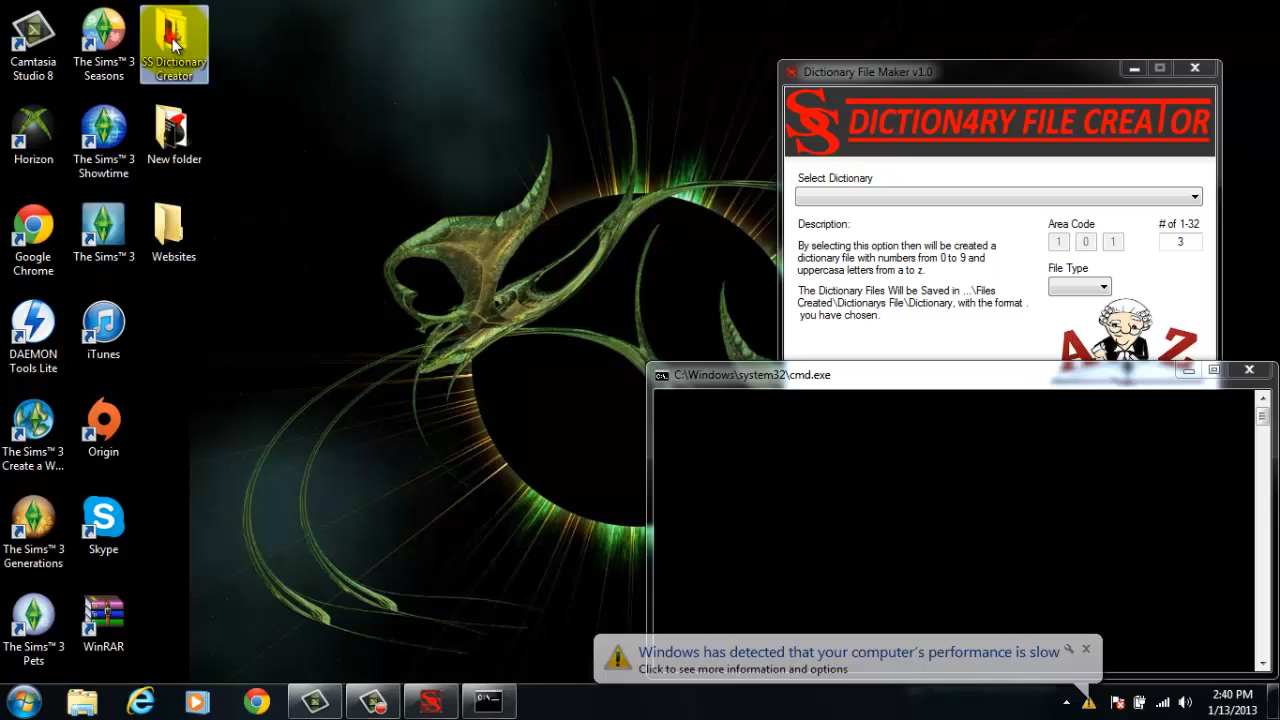 Camtasia
Studio 8
The Sims™ 3
Seasons
SS Dictionary
Creator
Horizon
The Sims™ 3
Showtime
New folder
Google
Chrome
The Sims™ 3
Websites
DAEMON
Tools Lite
iTunes
The Sims™ 3
Create a W...
Origin
The Sims™ 3
Generations
Skype
The Sims™ 3
Pets
WinRAR
Dictionary File Maker v1.0
SS DICTION4RY FILE CREATOR
Select Dictionary
Description:
By selecting this option then will be created a
dictionary file with numbers from 0 to 9 and
uppercasa letters from a to z.
The Dictionary Files Will be Saved in ...\Files
Created\Dictionarys File\Dictionary, with the format .
you have chosen.
Area Code
1 0 1
# of 1-32
3
File Type
A Z
C:\Windows\system32\cmd.exe
Windows has detected that your computer's performance is slow
Click to see more information and options
2:40 PM
1/13/2013